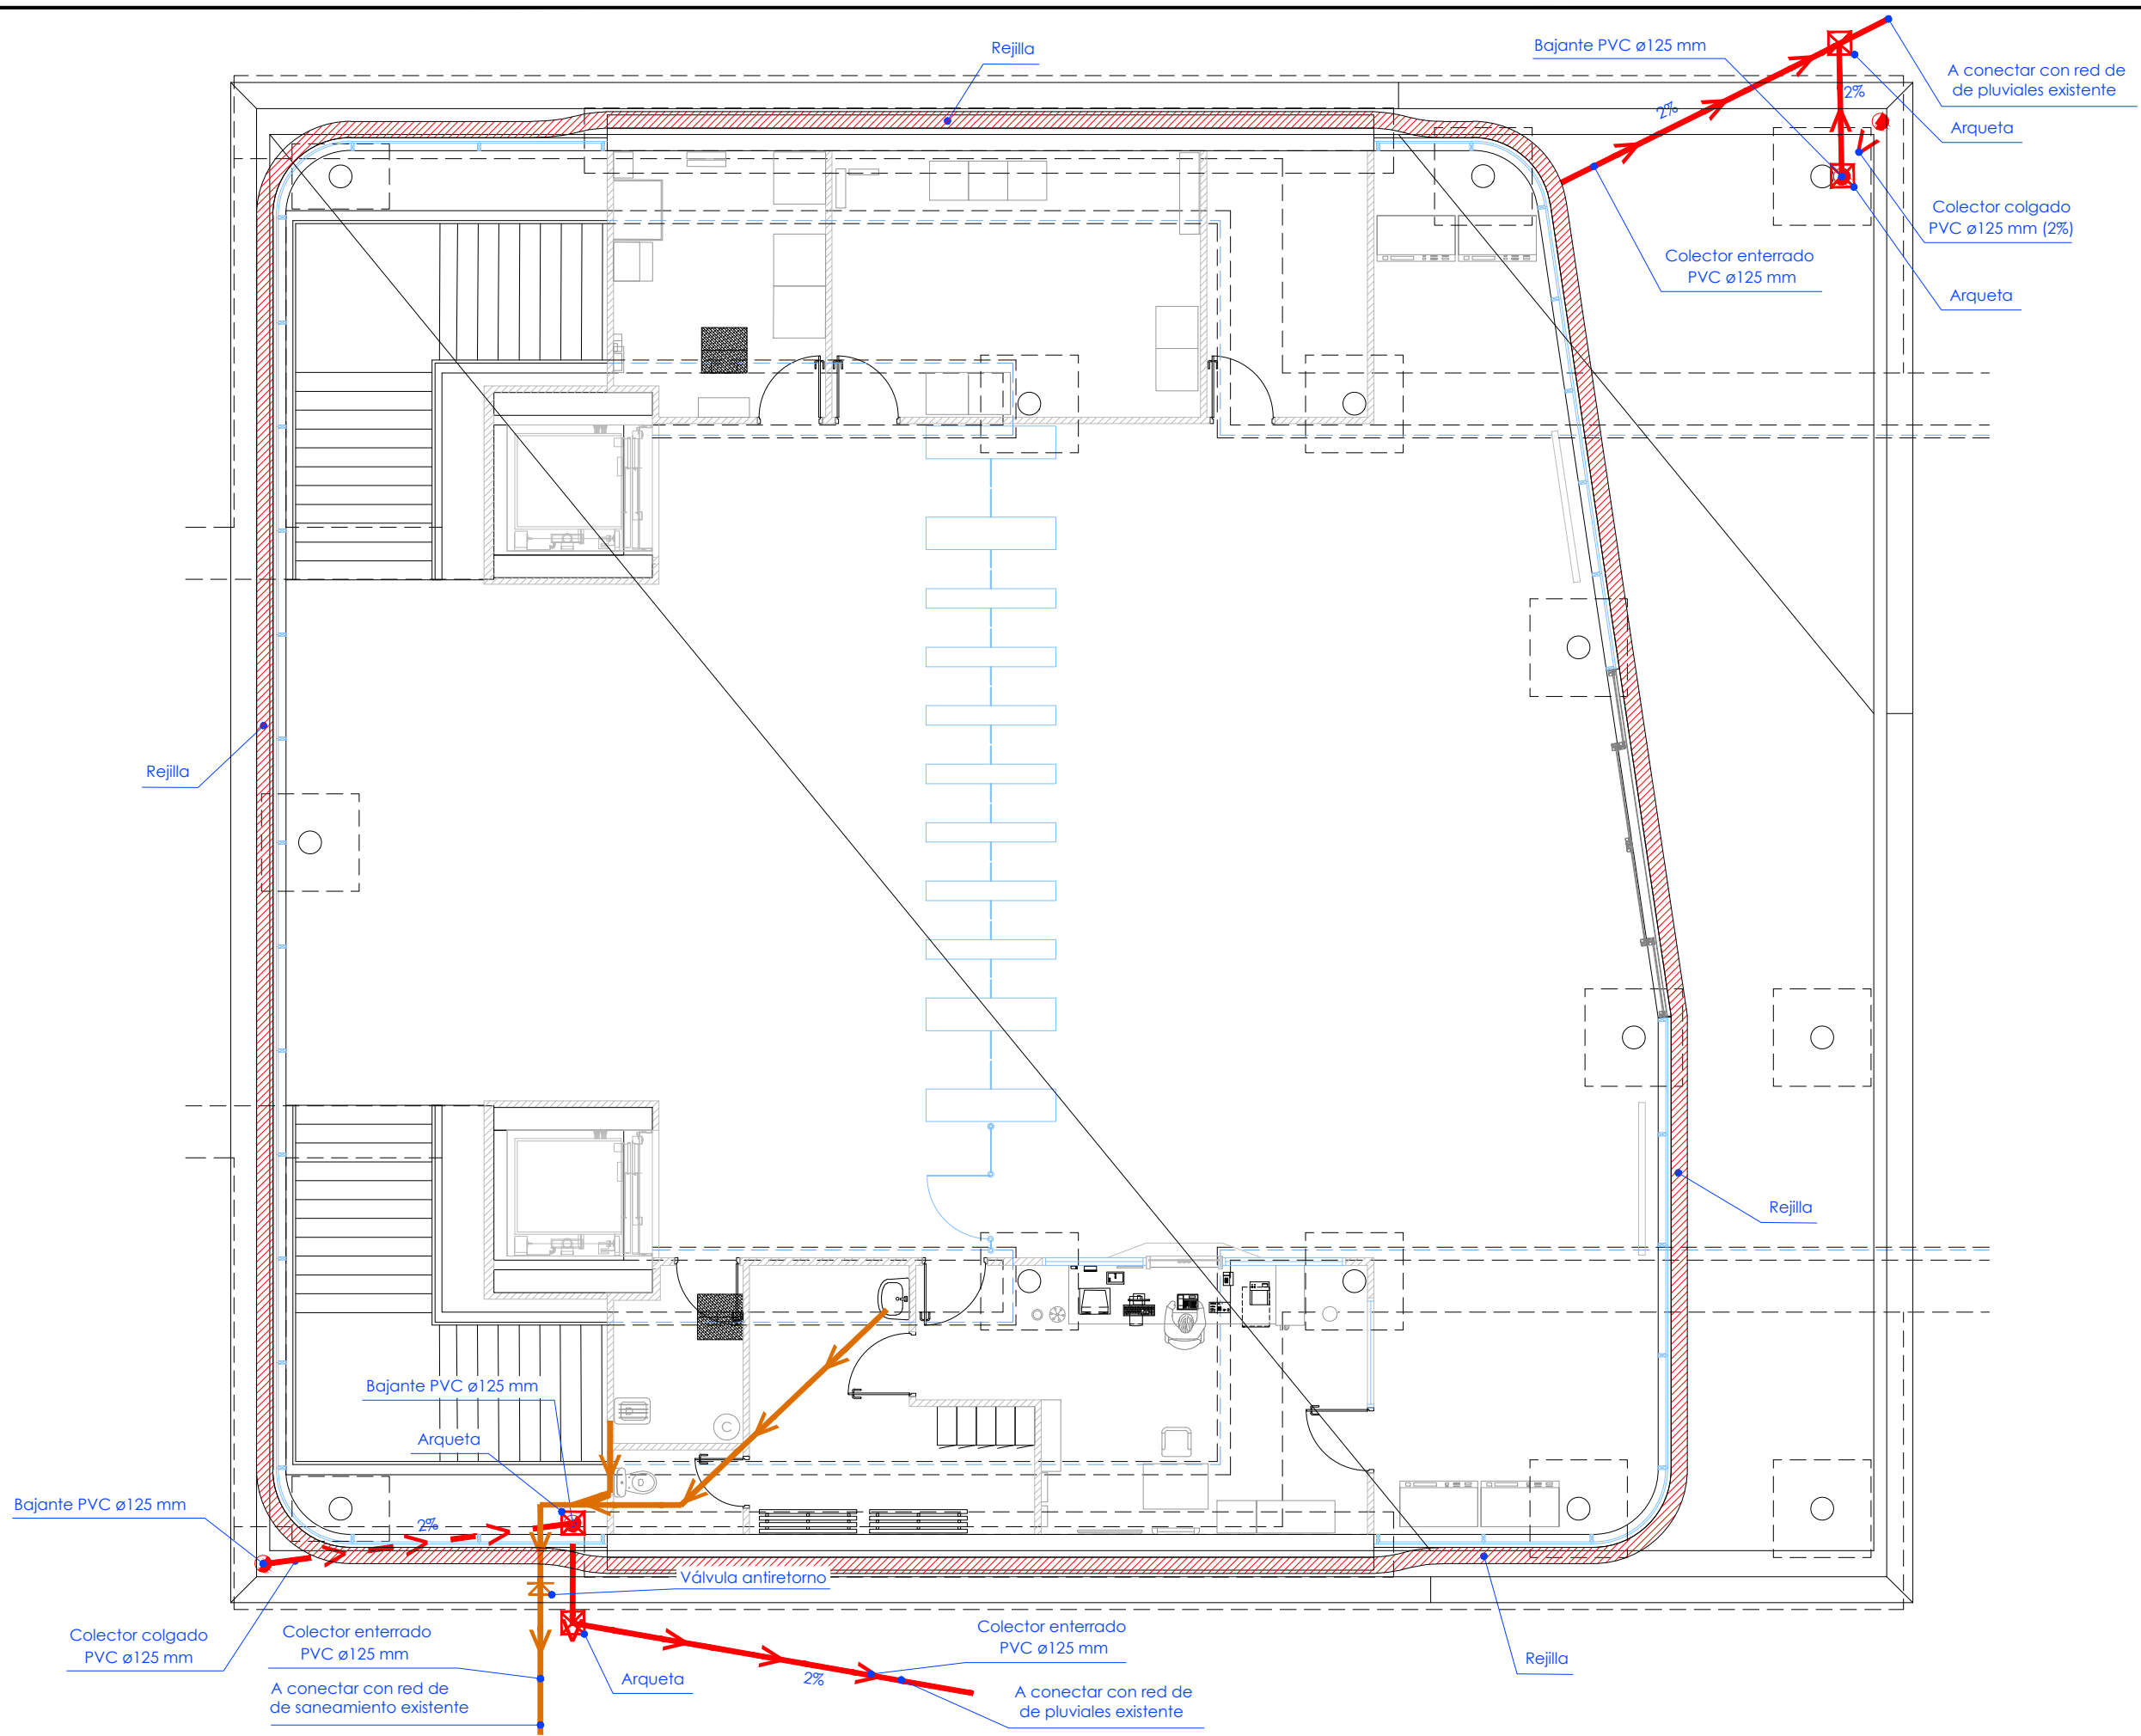 Rejilla
Bajante PVC ø125 mm
A conectar con red de
de pluviales existente
2%
2%
Arqueta
Colector colgado
PVC ø125 mm (2%)
Colector enterrado
PVC ø125 mm
Arqueta
Rejilla
Rejilla
Bajante PVC ø125 mm
Arqueta
C
Bajante PVC ø125 mm
2%
Válvula antiretorno
Colector colgado
PVC ø125 mm
Colector enterrado
PVC ø125 mm
A conectar con red de
de saneamiento existente
Arqueta
2%
Colector enterrado
PVC ø125 mm
A conectar con red de
de pluviales existente
Rejilla